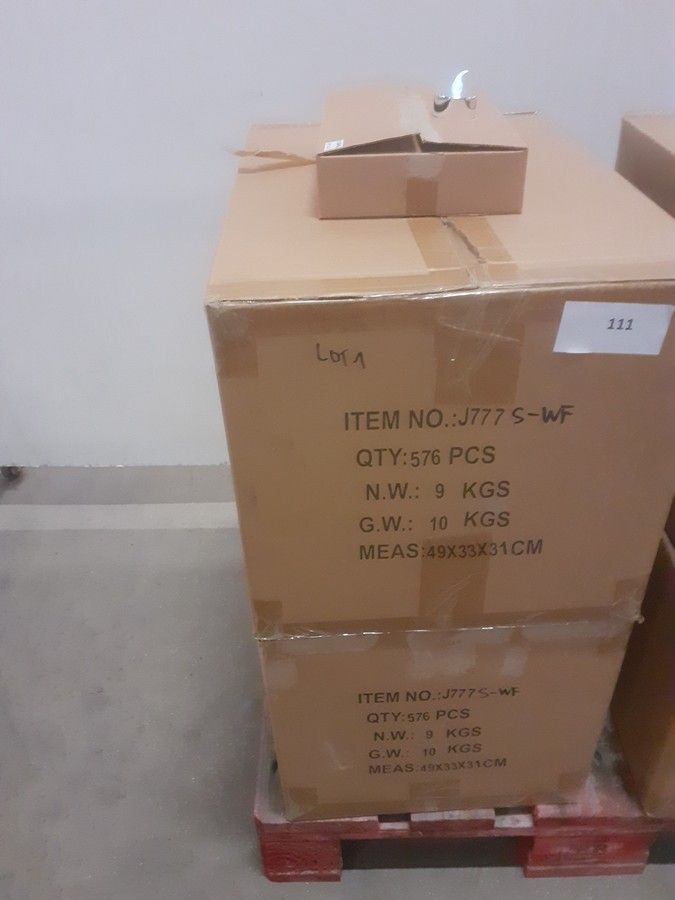 111
LOT 1
ITEM NO.:J777 S-WF
QTY:576 PCS
N.W.: 9 KGS
G.W.: 10 KGS
MEAS:49X33X31CM
ITEM NO.:J777S-WF
QTY:576 PCS
N.W.: 9 KGS
G.W.: 10 KGS
MEAS:49X33X31CM